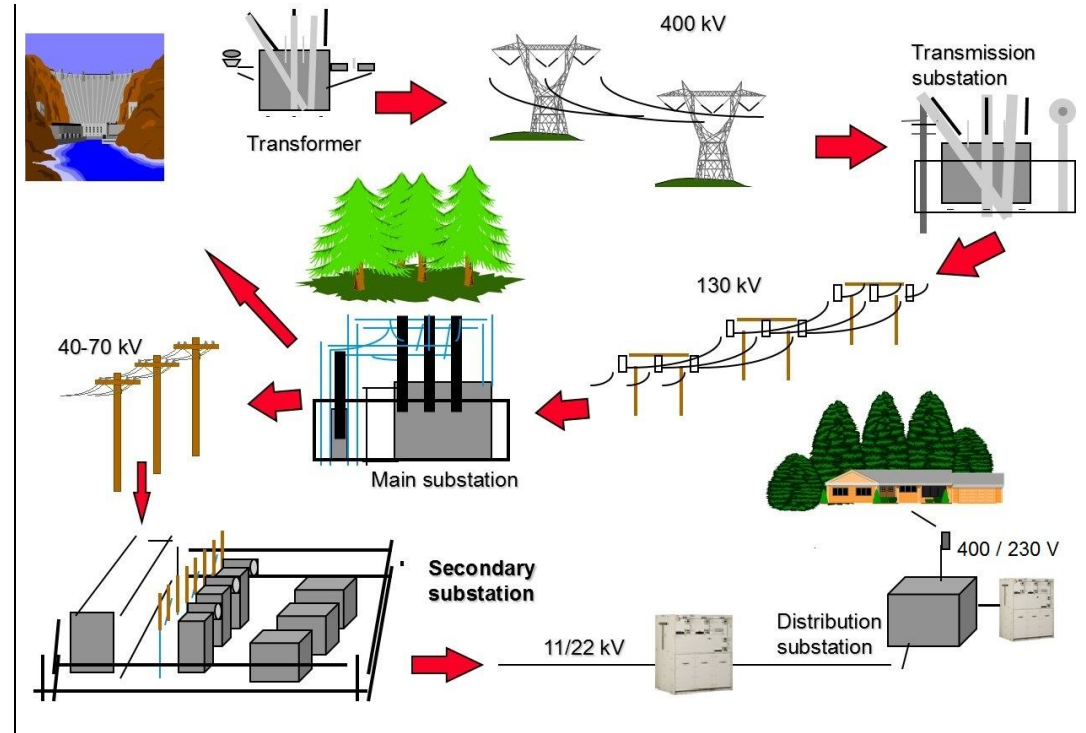 400 kV
Transmission
substation
Transformer
130 kV
40-70 kV
Main substation
400 / 230 V
Secondary
substation
Distribution
substation
11/22 kV